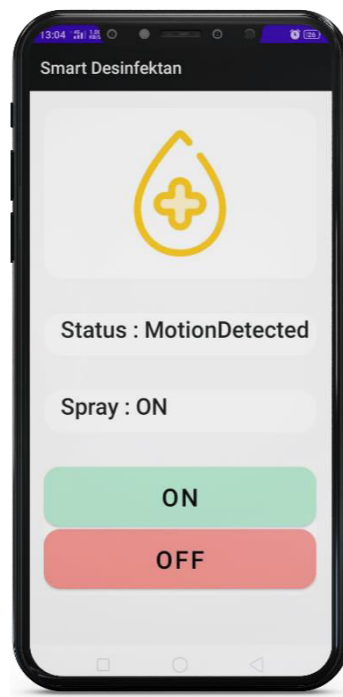 13:04
Smart Desinfektan
Status : MotionDetected
Spray : ON
ON
OFF